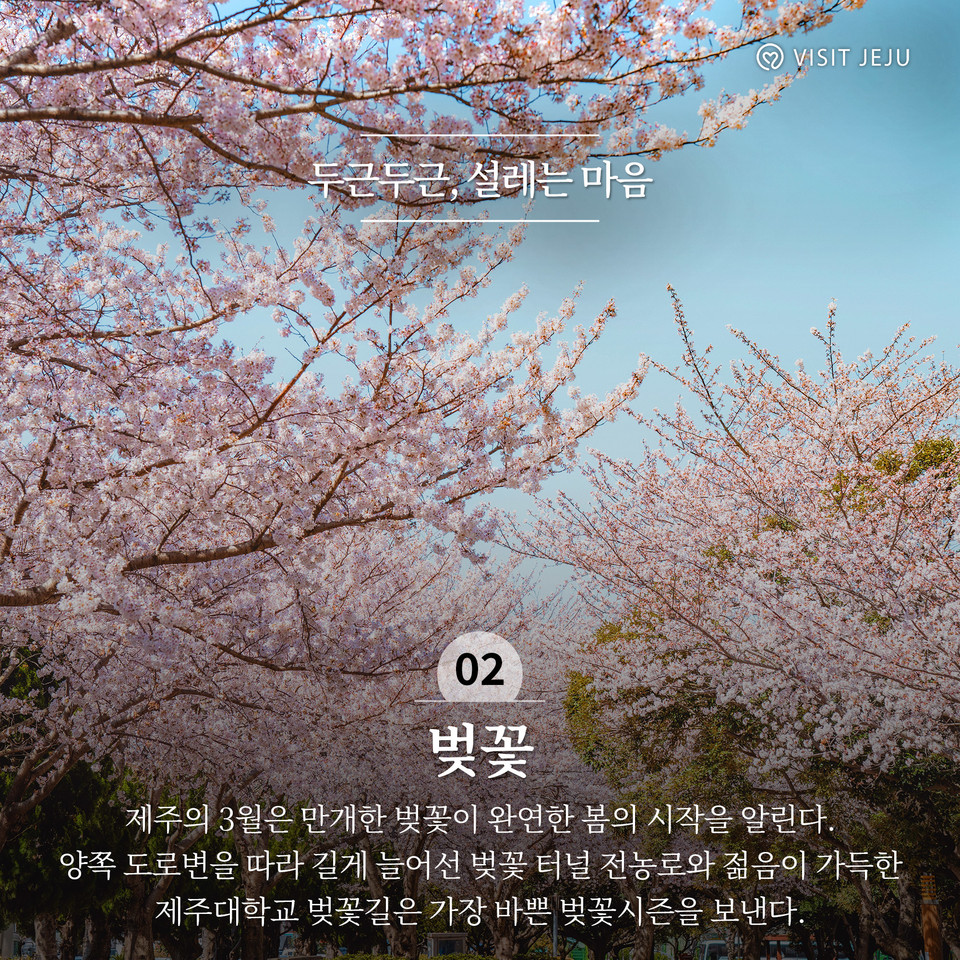 VISIT JEJU
두근두근, 설레는 마음
02
벚꽃
제주의 3월은 만개한 벚꽃이 완연한 봄의 시작을 알린다.
양쪽 도로변을 따라 길게 늘어선 벚꽃 터널 전농로와 젊음이 가득한
제주대학교 벚꽃길은 가장 바쁜 벚꽃시즌을 보낸다.